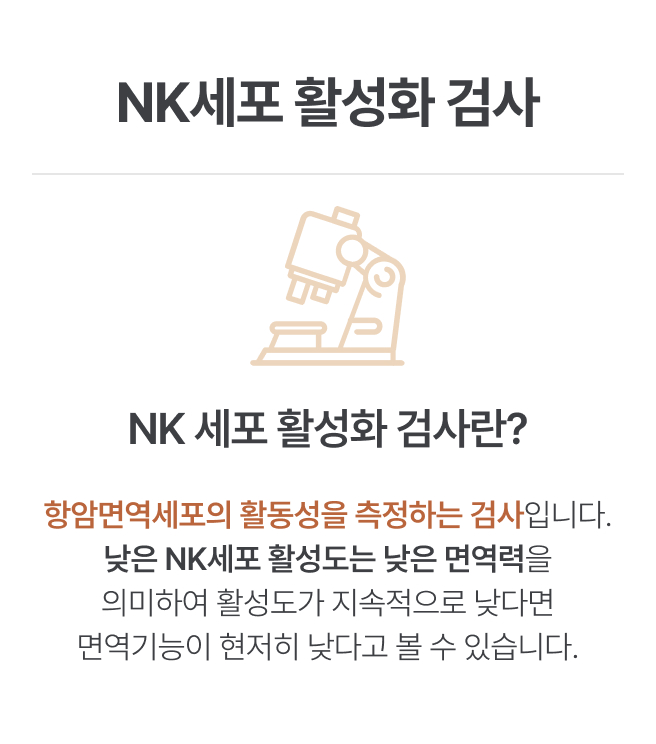 NK세포 활성화 검사
NK 세포 활성화 검사란?
항암면역세포의 활동성을 측정하는 검사입니다.
낮은 NK세포 활성도는 낮은 면역력을
의미하여 활성도가 지속적으로 낮다면
면역기능이 현저히 낮다고 볼 수 있습니다.